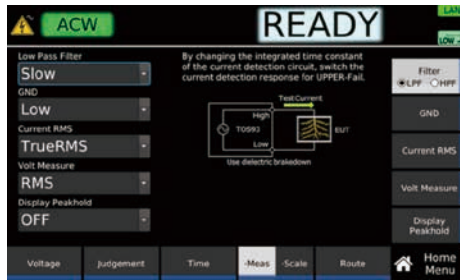 ACW
READY
LAN
LOW
Low Pass Filter
Slow
GND
Low
Current RMS
TrueRMS
Volt Measure
RMS
Display Peakhold
OFF
By changing the integrated time constant
of the current detection circuit, switch the
current detection response for UPPER-Fail.
TestCurrent
High
TOS93
EUT
Low
Use dielectric brakedown
Filter
LPF HPF
GND
Current RMS
Volt Measure
Display
Peakhold
Voltage
Judgement
Time
-Meas
-Scale
Route
Home
Menu